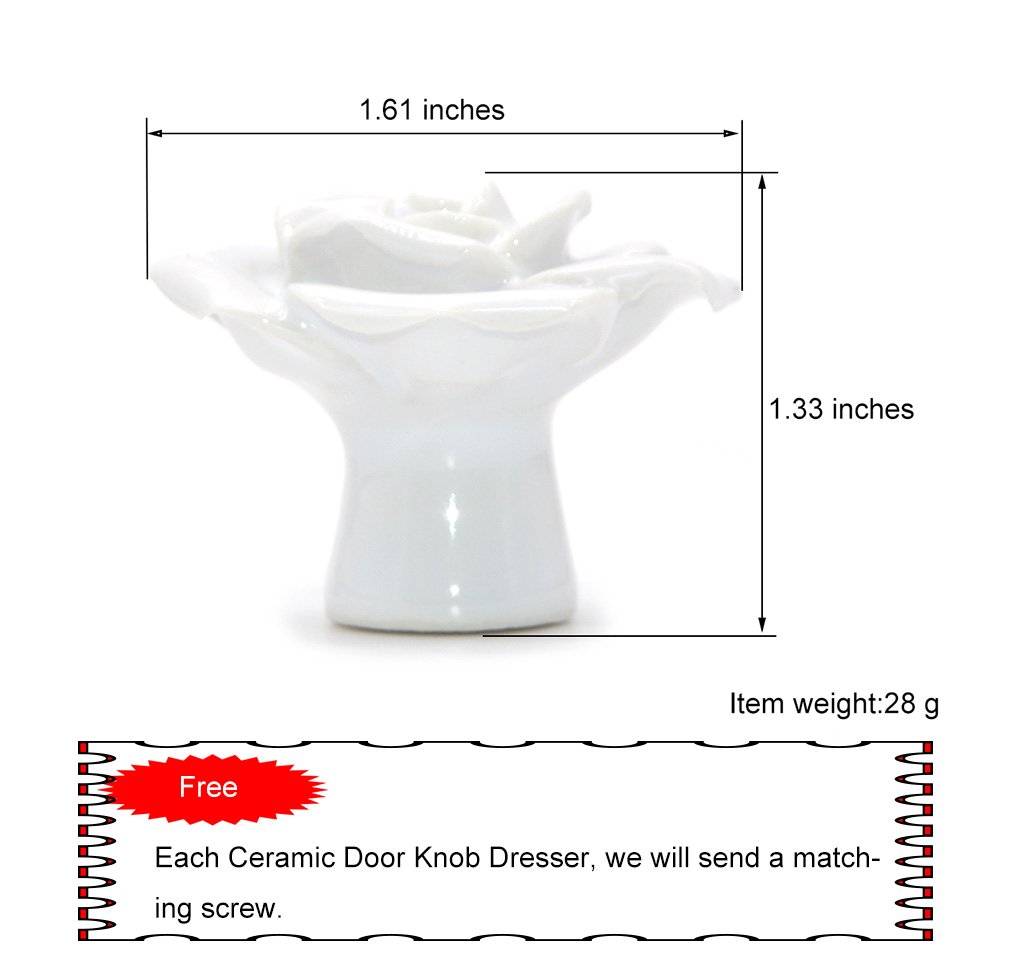 1.61 inches
1.33 inches
Item weight:28 g
Free
Each Ceramic Door Knob Dresser, we will send a match-
ing screw.